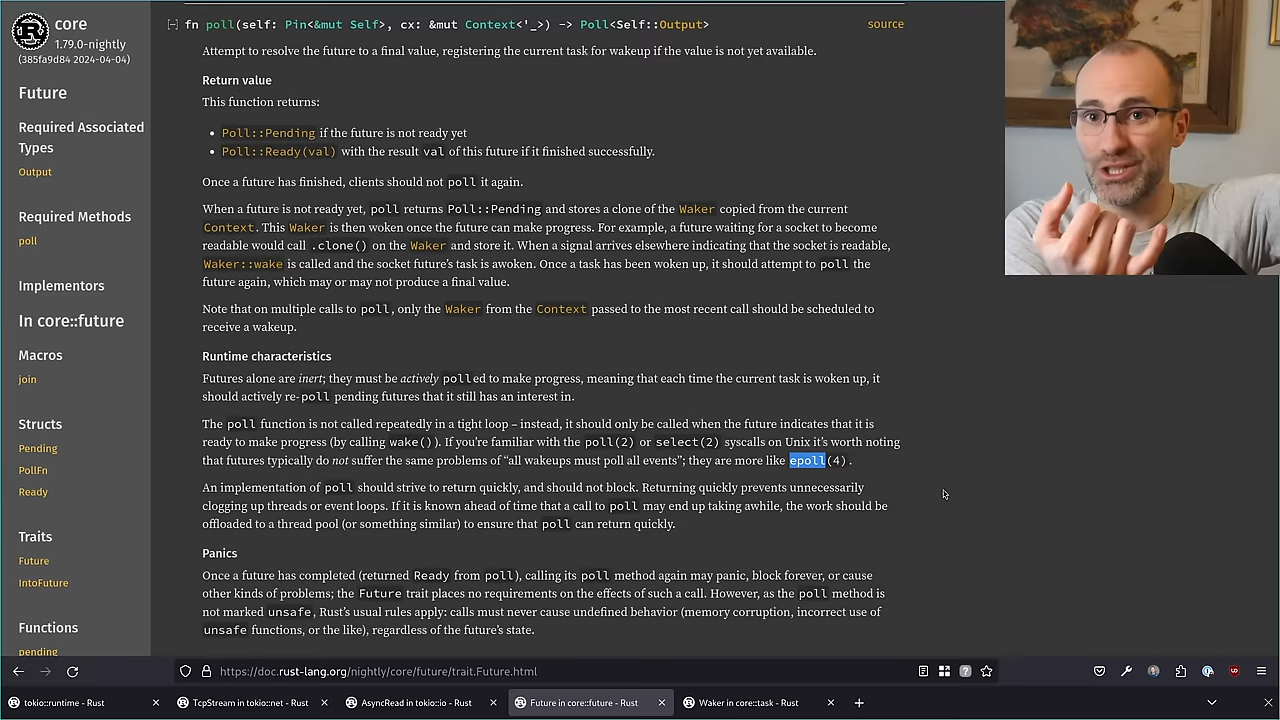 core
1.79.0-nightly
(385fa9d84 2024-04-04)
Future
Required Associated
Types
Output
Required Methods
poll
Implementors
In core::future
Macros
join
Structs
Pending
PollFn
Ready
Traits
Future
IntoFuture
Functions
pending
[-] fn poll(self: Pin<&mut Self>, cx: &mut Context<'_>) -> Poll<Self::Output>
source
Attempt to resolve the future to a final value, registering the current task for wakeup if the value is not yet available.
Return value
This function returns:
• Poll::Pending if the future is not ready yet
• Poll::Ready(val) with the result val of this future if it finished successfully.
Once a future has finished, clients should not poll it again.
When a future is not ready yet, poll returns Poll::Pending and stores a clone of the Waker copied from the current
Context. This Waker is then woken once the future can make progress. For example, a future waiting for a socket to become
readable would call .clone() on the Waker and store it. When a signal arrives elsewhere indicating that the socket is readable,
Waker::wake is called and the socket future’s task is awoken. Once a task has been woken up, it should attempt to poll the
future again, which may or may not produce a final value.
Note that on multiple calls to poll, only the Waker from the Context passed to the most recent call should be scheduled to
receive a wakeup.
Runtime characteristics
Futures alone are inert; they must be actively polled to make progress, meaning that each time the current task is woken up, it
should actively re-poll pending futures that it still has an interest in.
The poll function is not called repeatedly in a tight loop – instead, it should only be called when the future indicates that it is
ready to make progress (by calling wake()). If you’re familiar with the poll(2) or select(2) syscalls on Unix it’s worth noting
that futures typically do not suffer the same problems of “all wakeups must poll all events”; they are more like epoll(4).
An implementation of poll should strive to return quickly, and should not block. Returning quickly prevents unnecessarily
clogging up threads or event loops. If it is known ahead of time that a call to poll may end up taking awhile, the work should be
offloaded to a thread pool (or something similar) to ensure that poll can return quickly.
Panics
Once a future has completed (returned Ready from poll), calling its poll method again may panic, block forever, or cause
other kinds of problems; the Future trait places no requirements on the effects of such a call. However, as the poll method is
not marked unsafe, Rust’s usual rules apply: calls must never cause undefined behavior (memory corruption, incorrect use of
unsafe functions, or the like), regardless of the future’s state.
https://doc.rust-lang.org/nightly/core/future/trait.Future.html
tokio::runtime - Rust
TcpStream in tokio::net - Rust
AsyncRead in tokio::io - Rust
Future in core::future - Rust
Waker in core::task - Rust